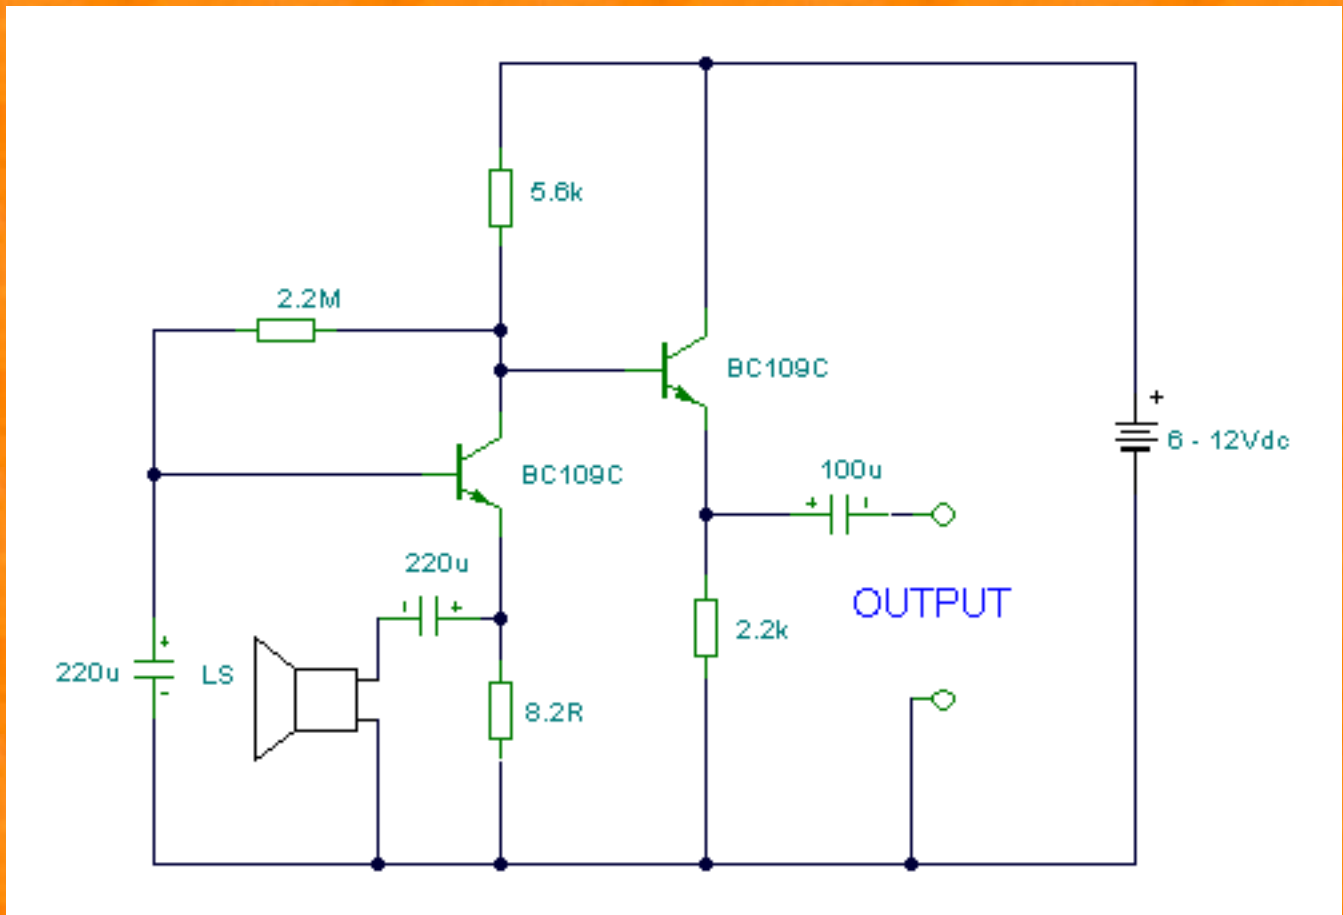 5.6k
2.2M
BC109C
+
6 - 12Vdc
BC109C
100u
+ -
220u
- +
OUTPUT
2.2k
+
220u
-
LS
8.2R